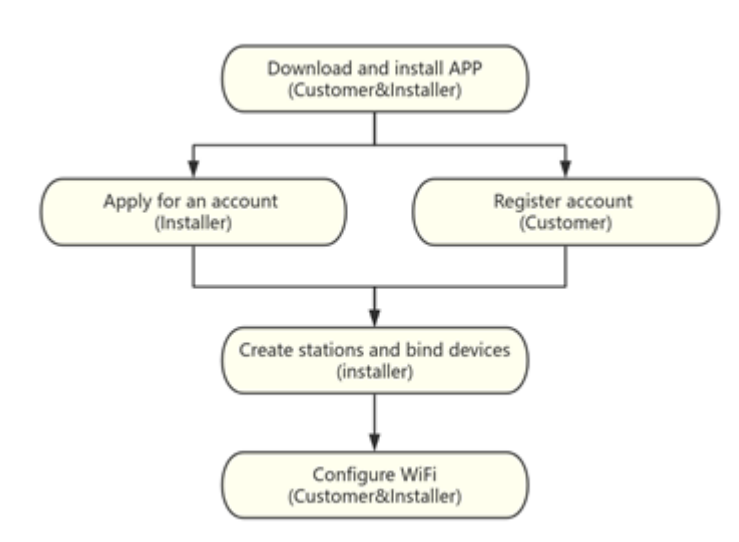 Download and install APP
(Customer&Installer)
Apply for an account
(Installer)
Register account
(Customer)
Create stations and bind devices
(installer)
Configure WiFi
(Customer&Installer)